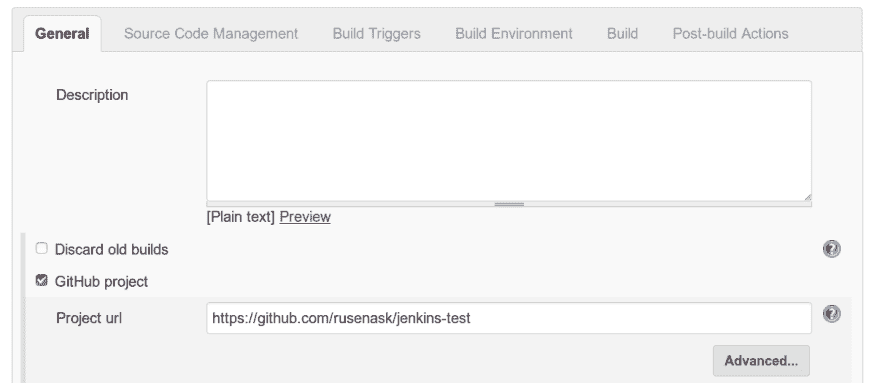 General Source Code Management Build Triggers Build Environment Build Post-build Actions
Description
[Plain text] Preview
Discard old builds
GitHub project
Project url https://github.com/rusenask/jenkins-test
Advanced...